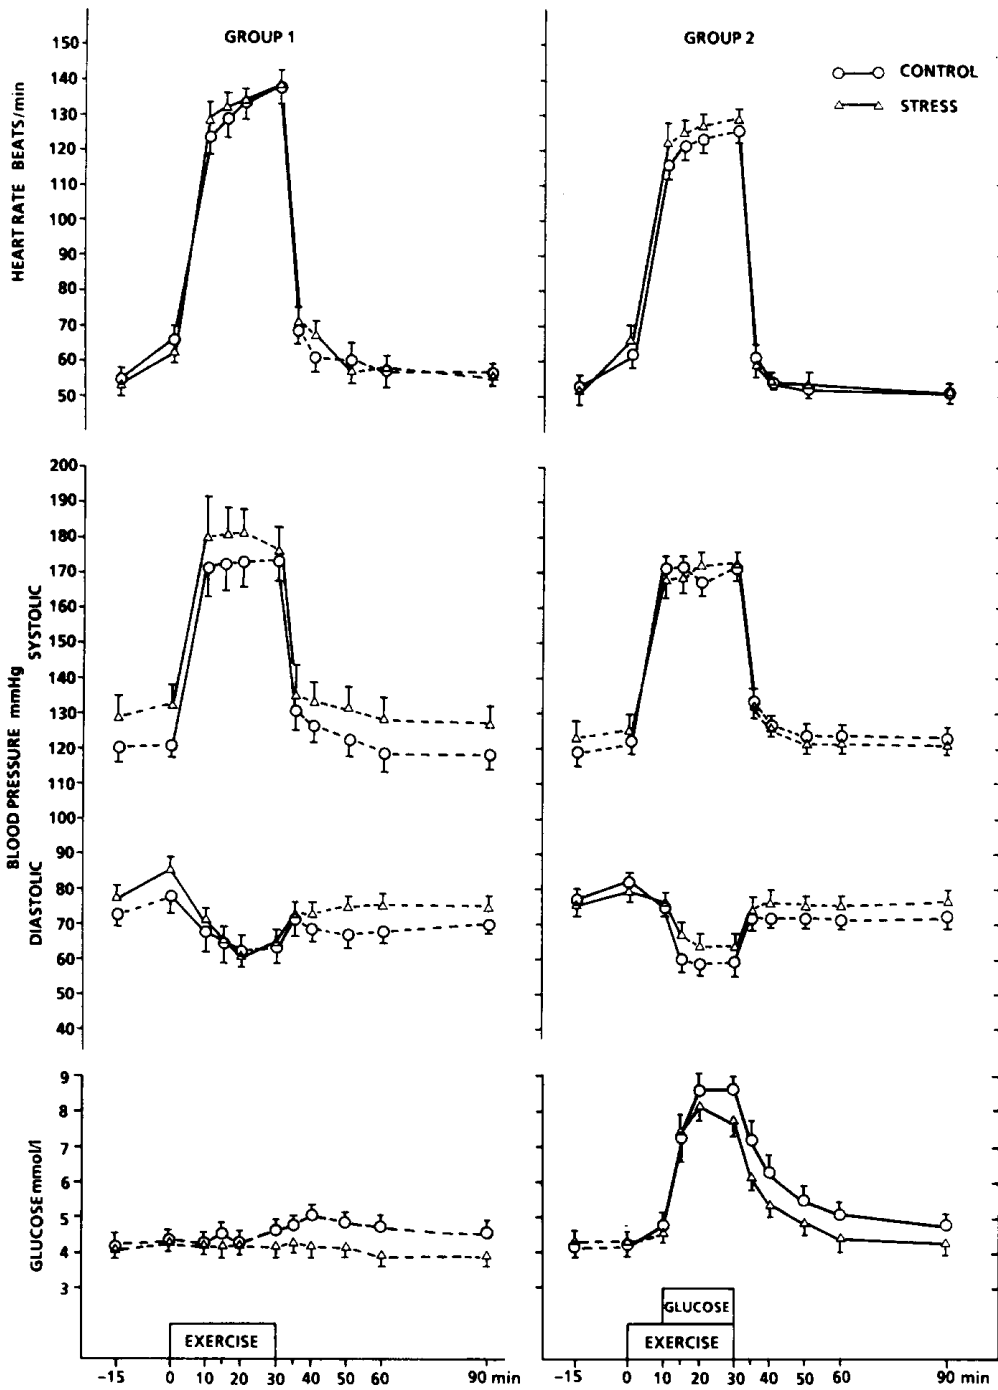 GROUP 1
GROUP 2
CONTROL
STRESS
HEART RATE BEATS/min
150
140
130
120
110
100
90
80
70
60
50
BLOOD PRESSURE mmHg
SYSTOLIC
DIASTOLIC
200
190
180
170
160
150
140
130
120
110
100
90
80
70
60
50
40
GLUCOSE mmol/l
9
8
7
6
5
4
3
EXERCISE
GLUCOSE
EXERCISE
-15 0 10 20 30 40 50 60 90 min
-15 0 10 20 30 40 50 60 90 min